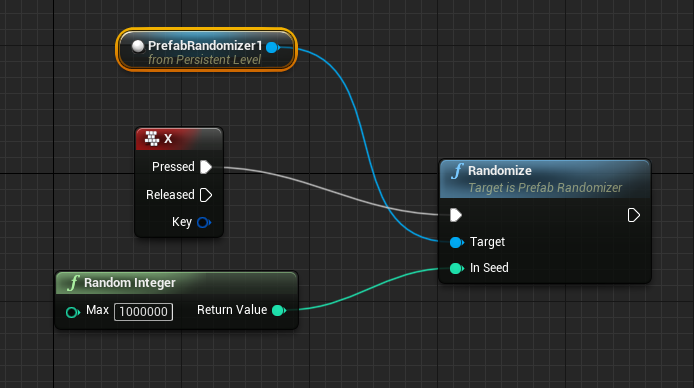 PrefabRandomizer1
from Persistent Level
X
Pressed
Released
Key
Randomize
Target is Prefab Randomizer
Target
In Seed
Random Integer
Max 1000000 Return Value